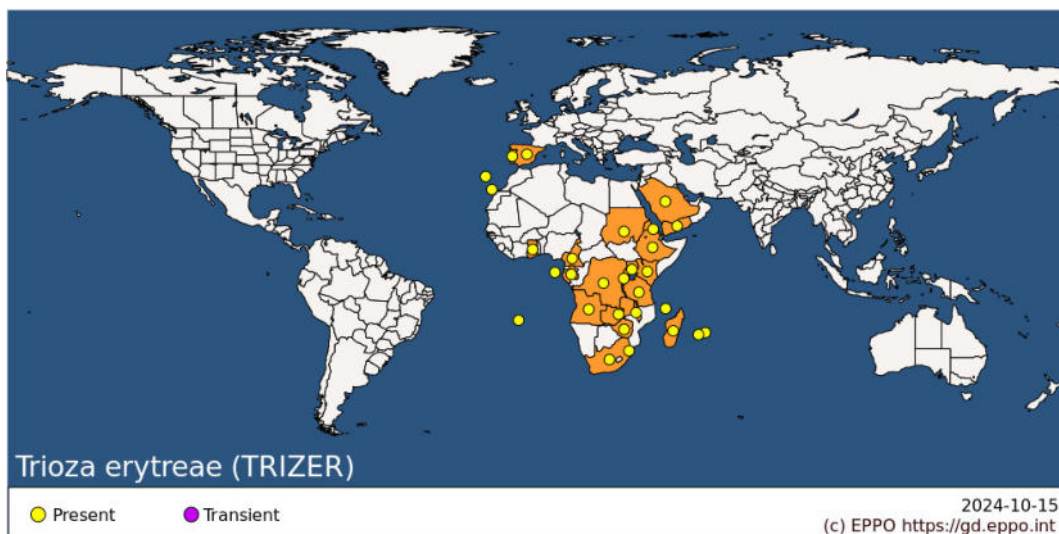 Trioza erytreae (TRIZER)
Present
Transient
2024-10-15
(c) EPPO https://gd.eppo.int